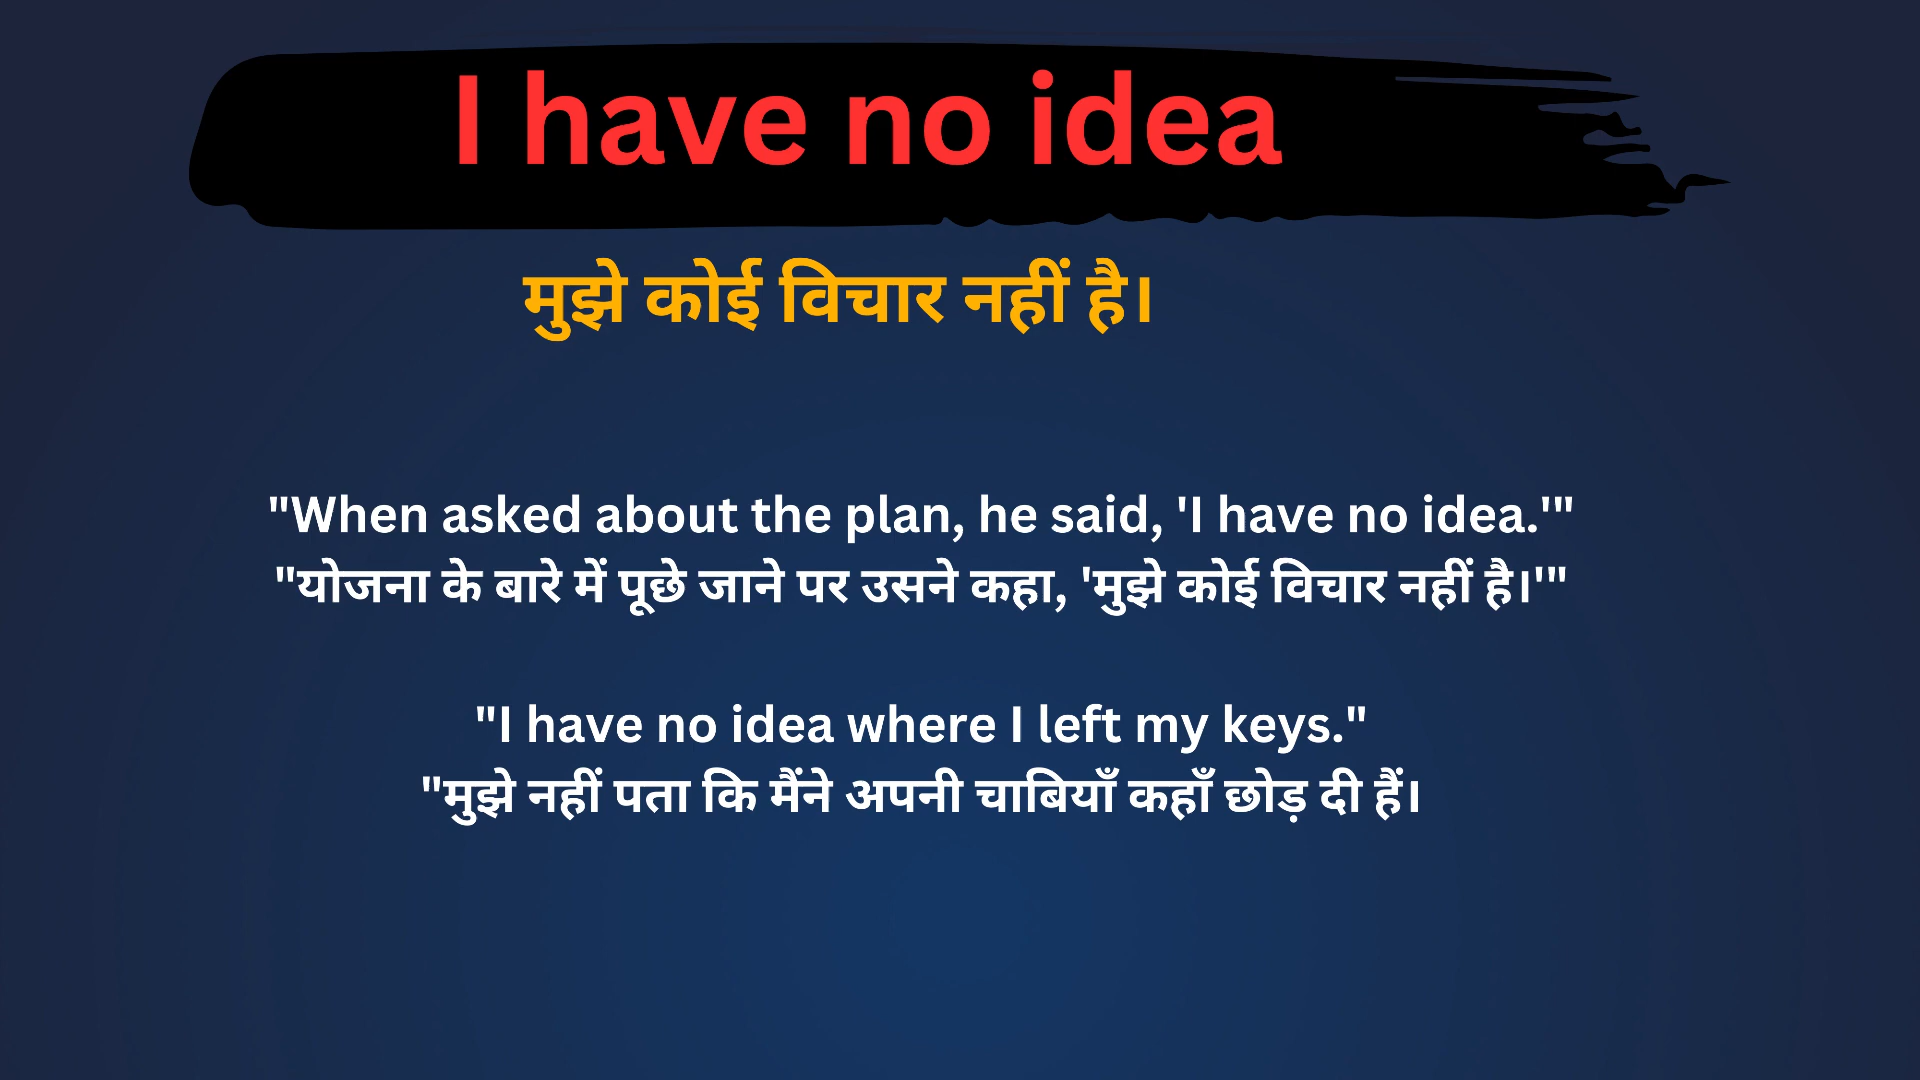 I have no idea
मुझे कोई विचार नहीं है।
"When asked about the plan, he said, 'I have no idea.'"
"योजना के बारे में पूछे जाने पर उसने कहा, 'मुझे कोई विचार नहीं है।'"
"I have no idea where I left my keys."
"मुझे नहीं पता कि मैंने अपनी चाबियाँ कहाँ छोड़ दी हैं।